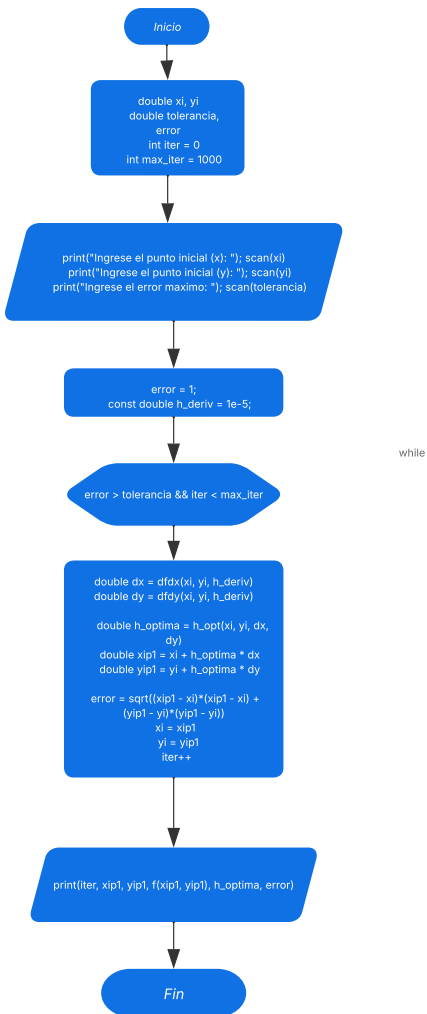 Inicio
double xi, yi
double tolerancia,
error
int iter = 0
int max_iter = 1000
print("Ingrese el punto inicial (x): "); scan(xi)
print("Ingrese el punto inicial (y): "); scan(yi)
print("Ingrese el error maximo: "); scan(tolerancia)
error = 1;
const double h_deriv = 1e-5;
while
error > tolerancia && iter < max_iter
double dx = dfdx(xi, yi, h_deriv)
double dy = dfdy(xi, yi, h_deriv)
double h_optima = h_opt(xi, yi, dx,
dy)
double xip1 = xi + h_optima * dx
double yip1 = yi + h_optima * dy
error = sqrt((xip1 - xi)*(xip1 - xi) +
(yip1 - yi)*(yip1 - yi))
xi = xip1
yi = yip1
iter++
print(iter, xip1, yip1, f(xip1, yip1), h_optima, error)
Fin